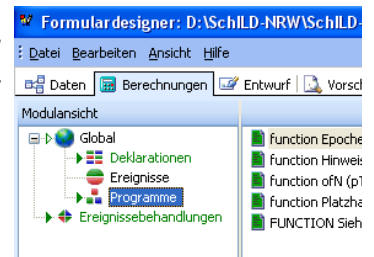 Formulardesigner: D:\SchILD-NRW\SchILD-
Datei Bearbeiten Ansicht Hilfe
Daten Berechnungen Entwurf Vorsch
Modulansicht
Global
Deklarationen
Ereignisse
Programme
Ereignissebehandlungen
function Epoche
function Hinweis
function ofN (pT
function Platzha
FUNCTION Sieh